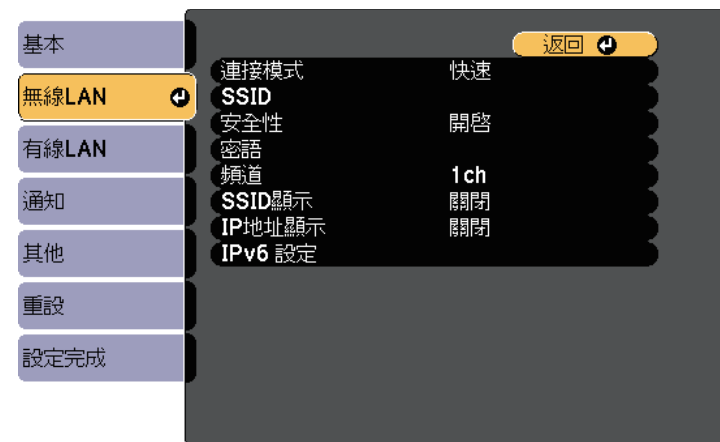 基本
無線LAN
有線LAN
通知
其他
重設
設定完成
返回
連接模式 快速
SSID
安全性 開啓
密語
頻道 1ch
SSID顯示 關閉
IP地址顯示 關閉
IPv6 設定